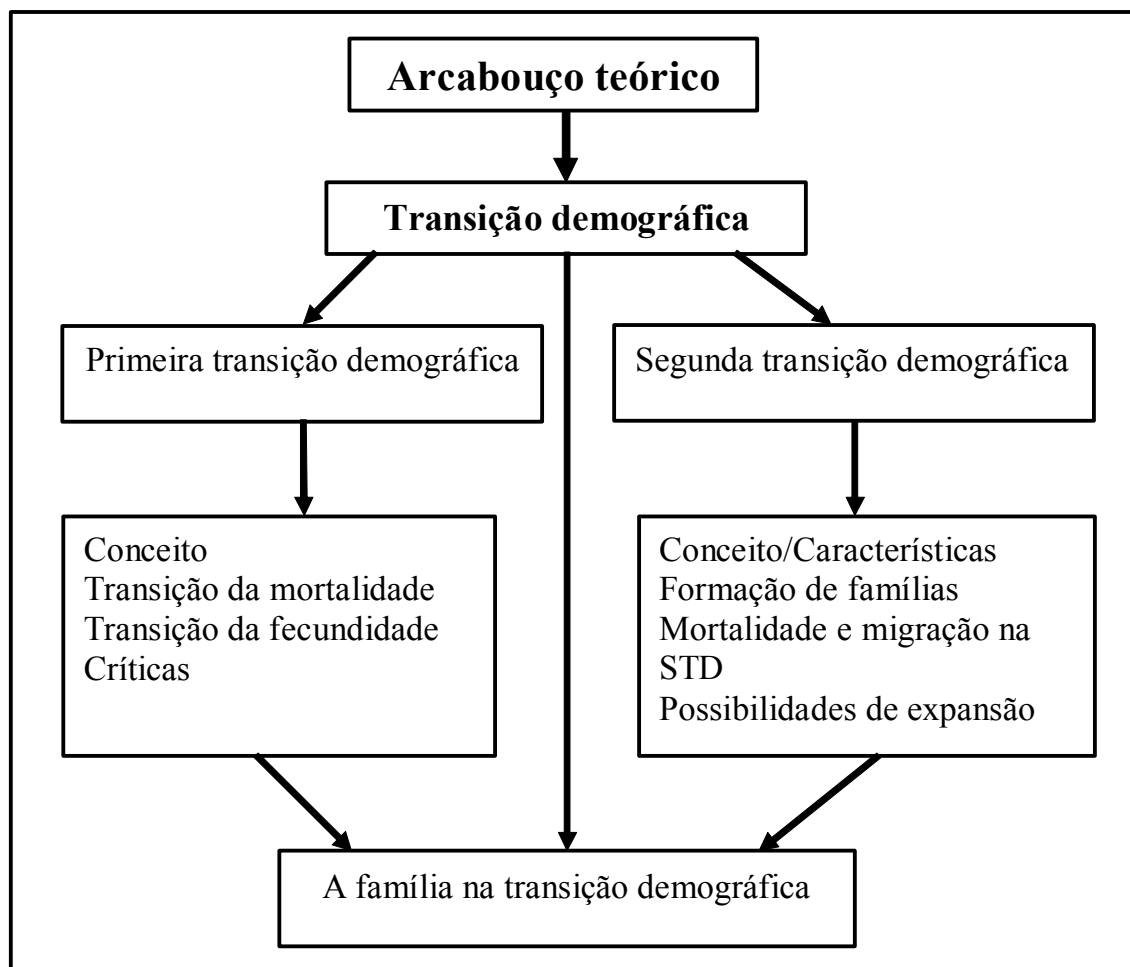 Arcabouço teórico
Transição demográfica
Primeira transição demográfica
Segunda transição demográfica
Conceito
Transição da mortalidade
Transição da fecundidade
Críticas
Conceito/Características
Formação de famílias
Mortalidade e migração na
STD
Possibilidades de expansão
A família na transição demográfica